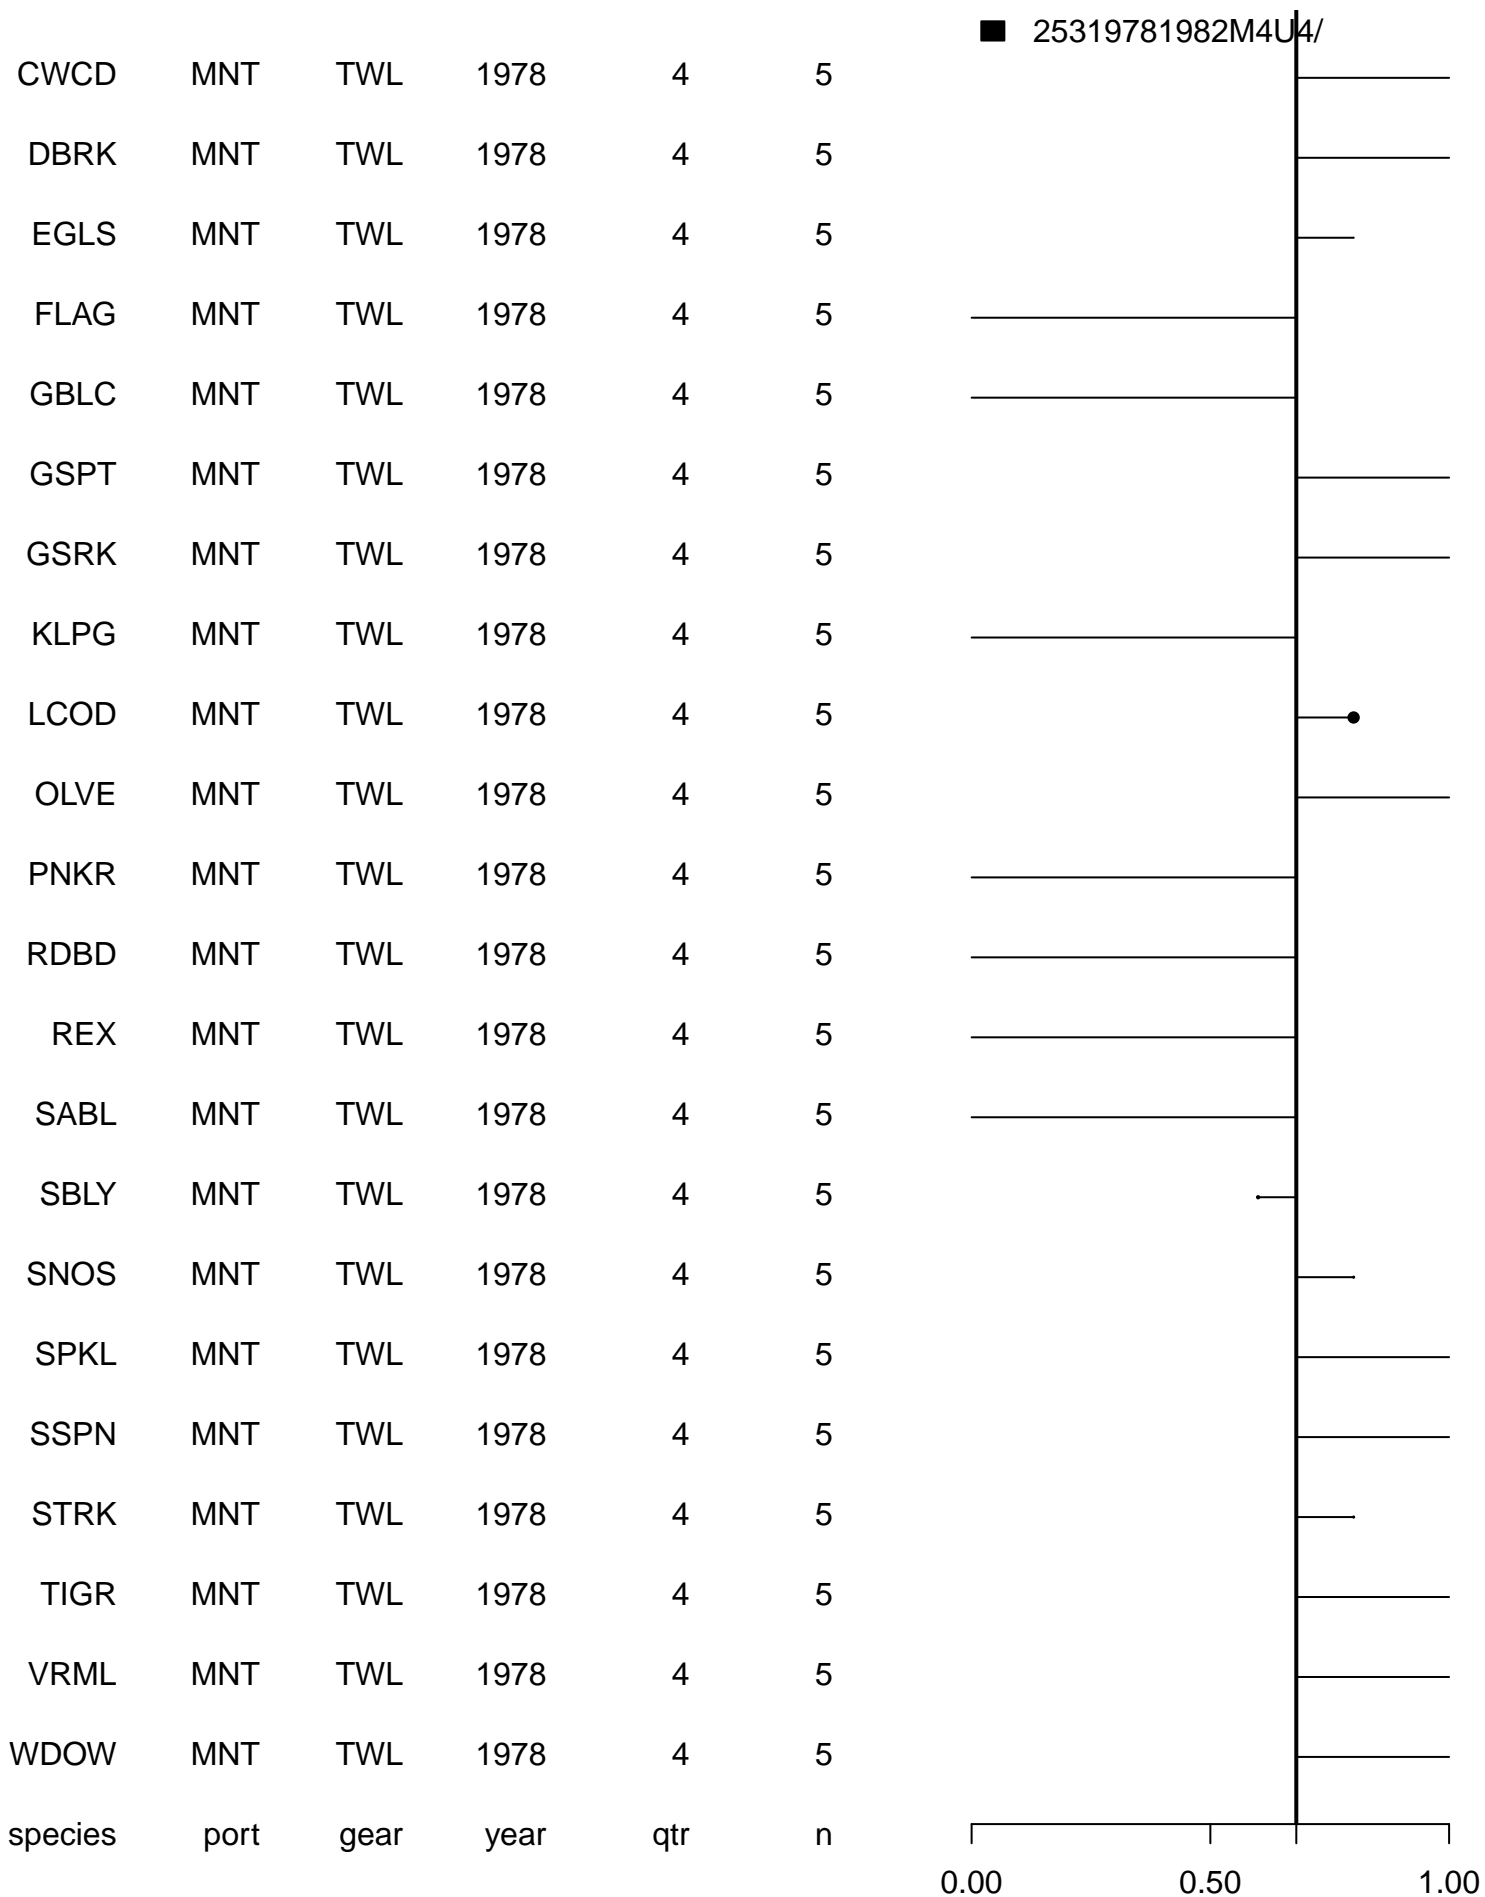 25319781982M4U4/
CWCD MNT TWL 1978 4 5
DBRK MNT TWL 1978 4 5
EGLS MNT TWL 1978 4 5
FLAG MNT TWL 1978 4 5
GBLC MNT TWL 1978 4 5
GSPT MNT TWL 1978 4 5
GSRK MNT TWL 1978 4 5
KLPG MNT TWL 1978 4 5
LCOD MNT TWL 1978 4 5
OLVE MNT TWL 1978 4 5
PNKR MNT TWL 1978 4 5
RDBD MNT TWL 1978 4 5
REX MNT TWL 1978 4 5
SABL MNT TWL 1978 4 5
SBLY MNT TWL 1978 4 5
SNOS MNT TWL 1978 4 5
SPKL MNT TWL 1978 4 5
SSPN MNT TWL 1978 4 5
STRK MNT TWL 1978 4 5
TIGR MNT TWL 1978 4 5
VRML MNT TWL 1978 4 5
WDOW MNT TWL 1978 4 5
species port gear year qtr n
0.00 0.50 1.00